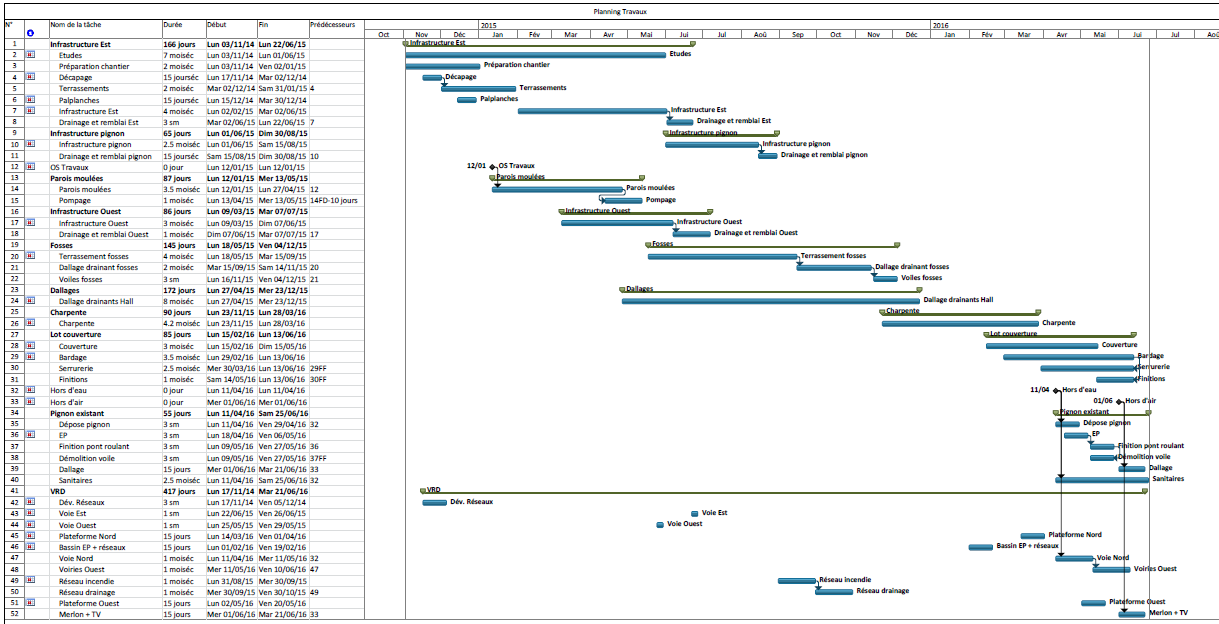 Planning Travaux
N° Nom de la tâche Durée Début Fin Prédécesseurs
2015 2016
Oct Nov Déc Jan Fév Mar Avr Mai Jui Jul Aoû Sep Oct Nov Déc Jan Fév Mar Avr Mai Jui Jul Aoû
1 Infrastructure Est 166 jours Lun 03/11/14 Lun 22/06/15 Infrastructure Est
2 Etudes 7 moiséc Lun 03/11/14 Lun 01/06/15 Etudes
3 Préparation chantier 2 moiséc Lun 03/11/14 Ven 02/01/15 Préparation chantier
4 Décapage 15 jourséc Lun 17/11/14 Mar 02/12/14 Décapage
5 Terrassements 2 moiséc Mar 02/12/14 Sam 31/01/15 4 Terrassements
6 Palplanches 15 jourséc Lun 15/12/14 Mar 30/12/14 Palplanches
7 Infrastructure Est 4 moiséc Lun 02/02/15 Mar 02/06/15 Infrastructure Est
8 Drainage et remblai Est 3 sm Mar 02/06/15 Lun 22/06/15 7 Drainage et remblai Est
9 Infrastructure pignon 65 jours Lun 01/06/15 Dim 30/08/15 Infrastructure pignon
10 Infrastructure pignon 2.5 moiséc Lun 01/06/15 Sam 15/08/15 Infrastructure pignon
11 Drainage et remblai pignon 15 jourséc Sam 15/08/15 Dim 30/08/15 10 Drainage et remblai pignon
12 OS Travaux 0 jour Lun 12/01/15 Lun 12/01/15 12/01 OS Travaux
13 Parois moulées 87 jours Lun 12/01/15 Mer 13/05/15 Parois moulées
14 Parois moulées 3.5 moiséc Lun 12/01/15 Lun 27/04/15 12 Parois moulées
15 Pompage 1 moiséc Lun 13/04/15 Mer 13/05/15 14FD-10 jours Pompage
16 Infrastructure Ouest 86 jours Lun 09/03/15 Mar 07/07/15 Infrastructure Ouest
17 Infrastructure Ouest 3 moiséc Lun 09/03/15 Dim 07/06/15 Infrastructure Ouest
18 Drainage et remblai Ouest 1 moiséc Dim 07/06/15 Mar 07/07/15 17 Drainage et remblai Ouest
19 Fosses 145 jours Lun 18/05/15 Ven 04/12/15 Fosses
20 Terrassement fosses 4 moiséc Lun 18/05/15 Mar 15/09/15 Terrassement fosses
21 Dallage drainant fosses 2 moiséc Mar 15/09/15 Sam 14/11/15 20 Dallage drainant fosses
22 Voiles fosses 3 sm Lun 16/11/15 Ven 04/12/15 21 Voiles fosses
23 Dallages 172 jours Lun 27/04/15 Mer 23/12/15 Dallages
24 Dallage drainants Hall 8 moiséc Lun 27/04/15 Mer 23/12/15 Dallage drainants Hall
25 Charpente 90 jours Lun 23/11/15 Lun 28/03/16 Charpente
26 Charpente 4.2 moiséc Lun 23/11/15 Lun 28/03/16 Charpente
27 Lot couverture 85 jours Lun 15/02/16 Lun 13/06/16 Lot couverture
28 Couverture 3 moiséc Lun 15/02/16 Dim 15/05/16 Couverture
29 Bardage 3.5 moiséc Lun 29/02/16 Lun 13/06/16 Bardage
30 Serrurerie 2.5 moiséc Mer 30/03/16 Lun 13/06/16 29FF Serrurerie
31 Finitions 1 moiséc Sam 14/05/16 Lun 13/06/16 30FF Finitions
32 Hors d'eau 0 jour Lun 11/04/16 Lun 11/04/16 11/04 Hors d'eau
33 Hors d'air 0 jour Mer 01/06/16 Mer 01/06/16 01/06 Hors d'air
34 Pignon existant 55 jours Lun 11/04/16 Sam 25/06/16 Pignon existant
35 Dépose pignon 3 sm Lun 11/04/16 Ven 29/04/16 32 Dépose pignon
36 EP 3 sm Lun 18/04/16 Ven 06/05/16 EP
37 Finition pont roulant 3 sm Lun 09/05/16 Ven 27/05/16 36 Finition pont roulant
38 Démolition voile 3 sm Lun 09/05/16 Ven 27/05/16 37FF Démolition voile
39 Dallage 15 jours Mer 01/06/16 Mar 21/06/16 33 Dallage
40 Sanitaires 2.5 moiséc Lun 11/04/16 Sam 25/06/16 32 Sanitaires
41 VRD 417 jours Lun 17/11/14 Mar 21/06/16 VRD
42 Dév. Réseaux 3 sm Lun 17/11/14 Ven 05/12/14 Dév. Réseaux
43 Voie Est 1 sm Lun 22/06/15 Ven 26/06/15 Voie Est
44 Voie Ouest 1 sm Lun 25/05/15 Ven 29/05/15 Voie Ouest
45 Plateforme Nord 15 jours Lun 14/03/16 Ven 01/04/16 Plateforme Nord
46 Bassin EP + réseaux 15 jours Lun 01/02/16 Ven 19/02/16 Bassin EP + réseaux
47 Voie Nord 1 moiséc Lun 11/04/16 Mer 11/05/16 32 Voie Nord
48 Voiries Ouest 1 moiséc Mer 11/05/16 Ven 10/06/16 47 Voiries Ouest
49 Réseau incendie 1 moiséc Lun 31/08/15 Mer 30/09/15 Réseau incendie
50 Réseau drainage 1 moiséc Mer 30/09/15 Ven 30/10/15 49 Réseau drainage
51 Plateforme Ouest 15 jours Lun 02/05/16 Ven 20/05/16 Plateforme Ouest
52 Merlon + TV 15 jours Mer 01/06/16 Mar 21/06/16 33 Merlon + TV